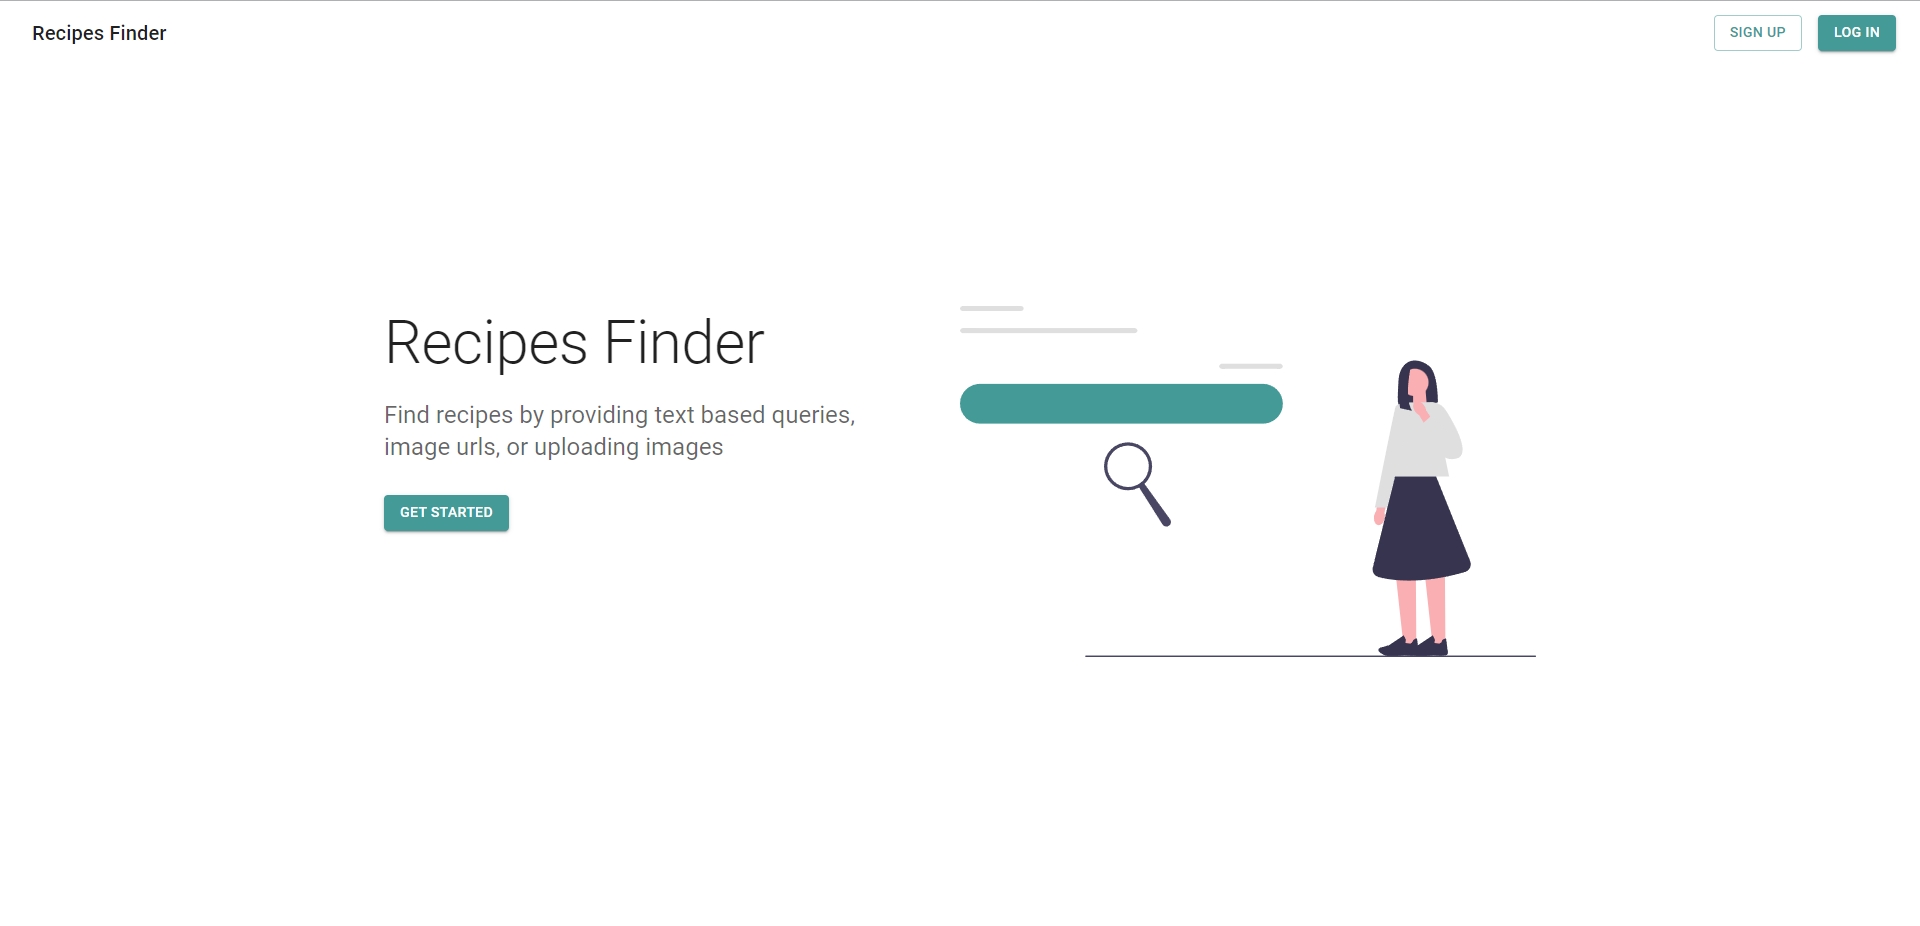 Recipes Finder
SIGN UP
LOG IN
Recipes Finder
Find recipes by providing text based queries,
image urls, or uploading images
GET STARTED